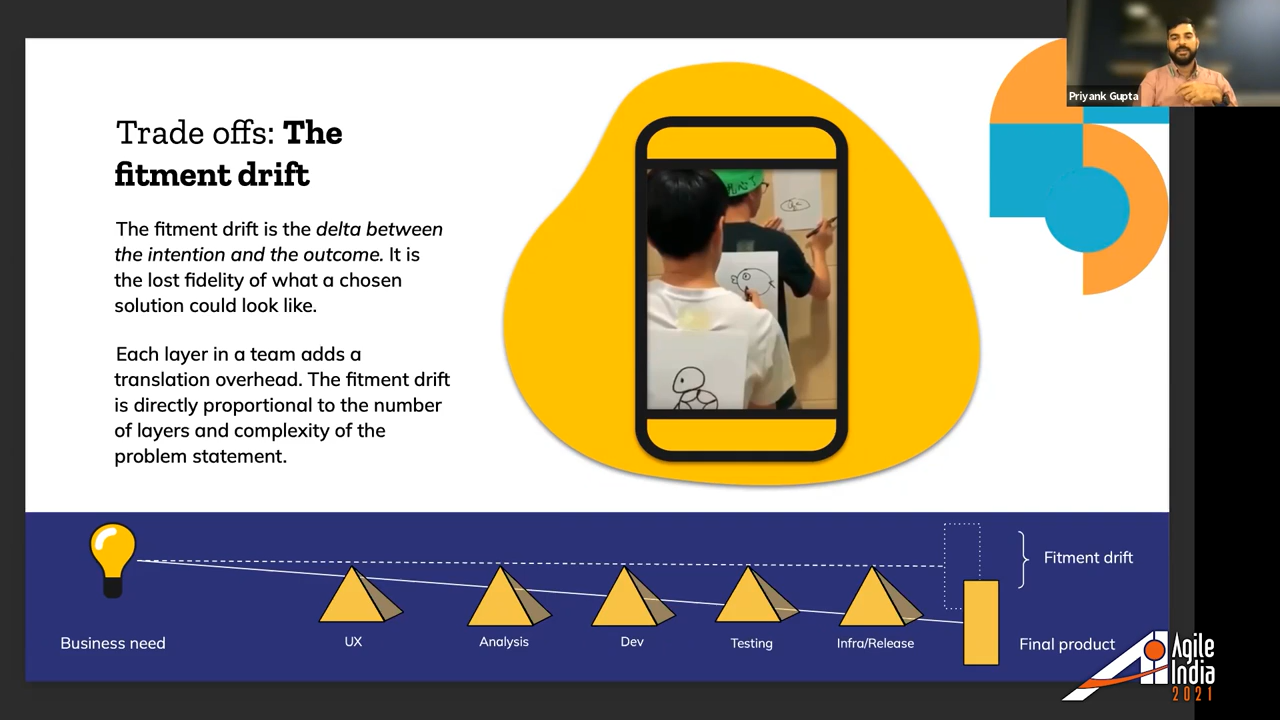 Priyank Gupta
Trade offs: The
fitment drift
The fitment drift is the delta between
the intention and the outcome. It is
the lost fidelity of what a chosen
solution could look like.
Each layer in a team adds a
translation overhead. The fitment drift
is directly proportional to the number
of layers and complexity of the
problem statement.
Fitment drift
Business need
UX
Analysis
Dev
Testing
Infra/Release
Final product
Agile
India
2021